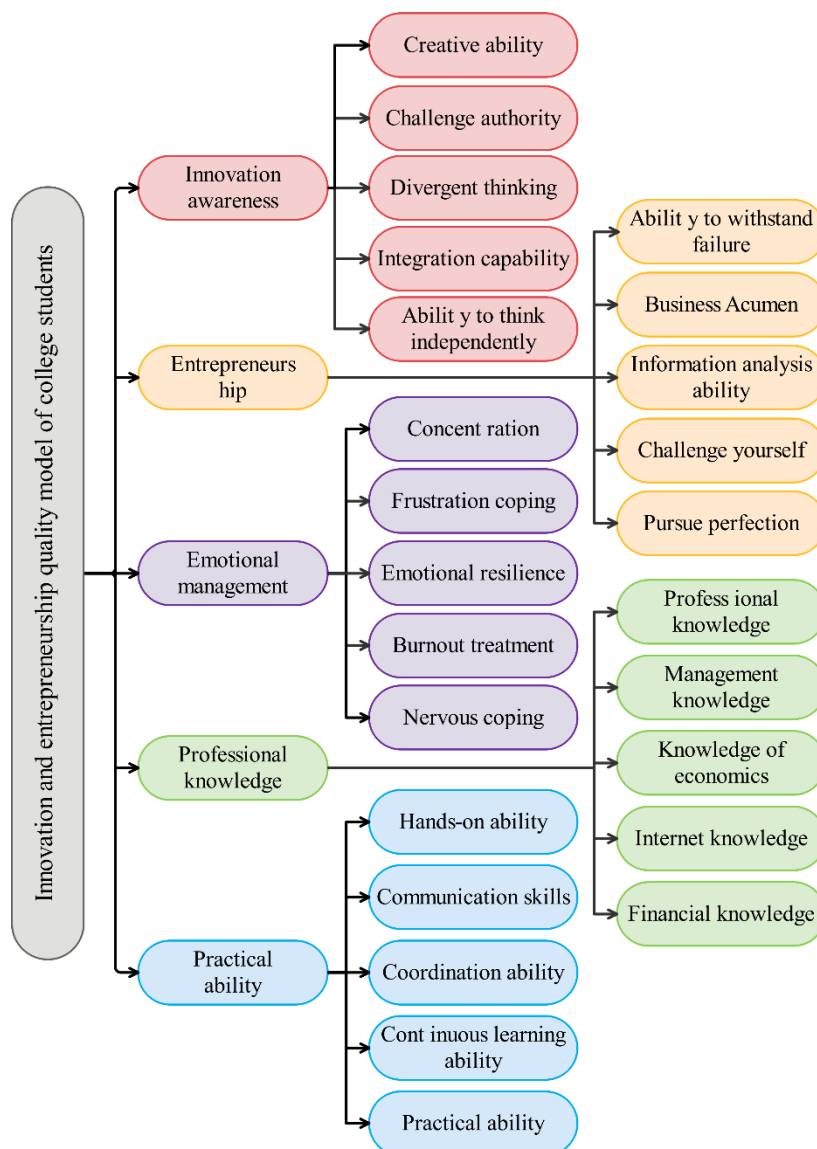 Innovation and entrepreneurship quality model of college students
Innovation
awareness
Creative ability
Challenge authority
Divergent thinking
Integration capability
Abilit y to think
independently
Entrepreneurs
hip
Abilit y to withstand
failure
Business Acumen
Information analysis
ability
Challenge yourself
Pursue perfection
Emotional
management
Concent ration
Frustration coping
Emotional resilience
Burnout treatment
Nervous coping
Professional
knowledge
Profess ional
knowledge
Management
knowledge
Knowledge of
economics
Internet knowledge
Financial knowledge
Practical
ability
Hands-on ability
Communication skills
Coordination ability
Cont inuous learning
ability
Practical ability